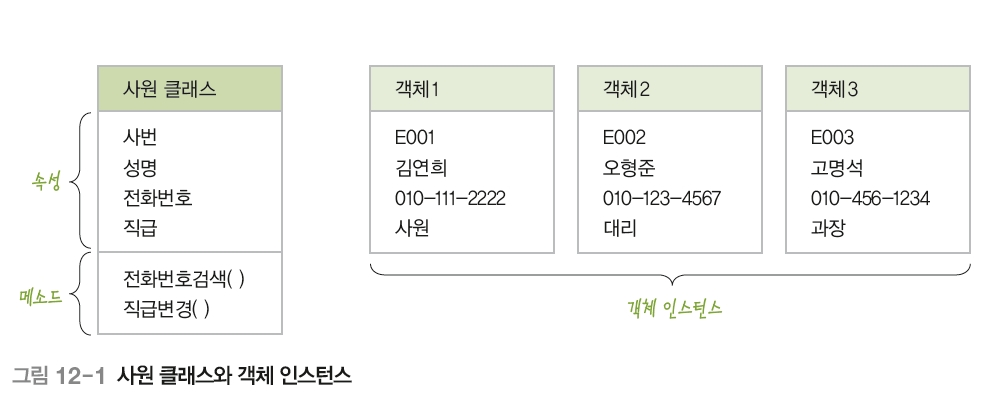 사원 클래스
속성
사번
성명
전화번호
직급
메소드
전화번호검색( )
직급변경( )
객체1
E001
김연희
010-111-2222
사원
객체2
E002
오형준
010-123-4567
대리
객체3
E003
고명석
010-456-1234
과장
객체 인스턴스
그림 12-1 사원 클래스와 객체 인스턴스